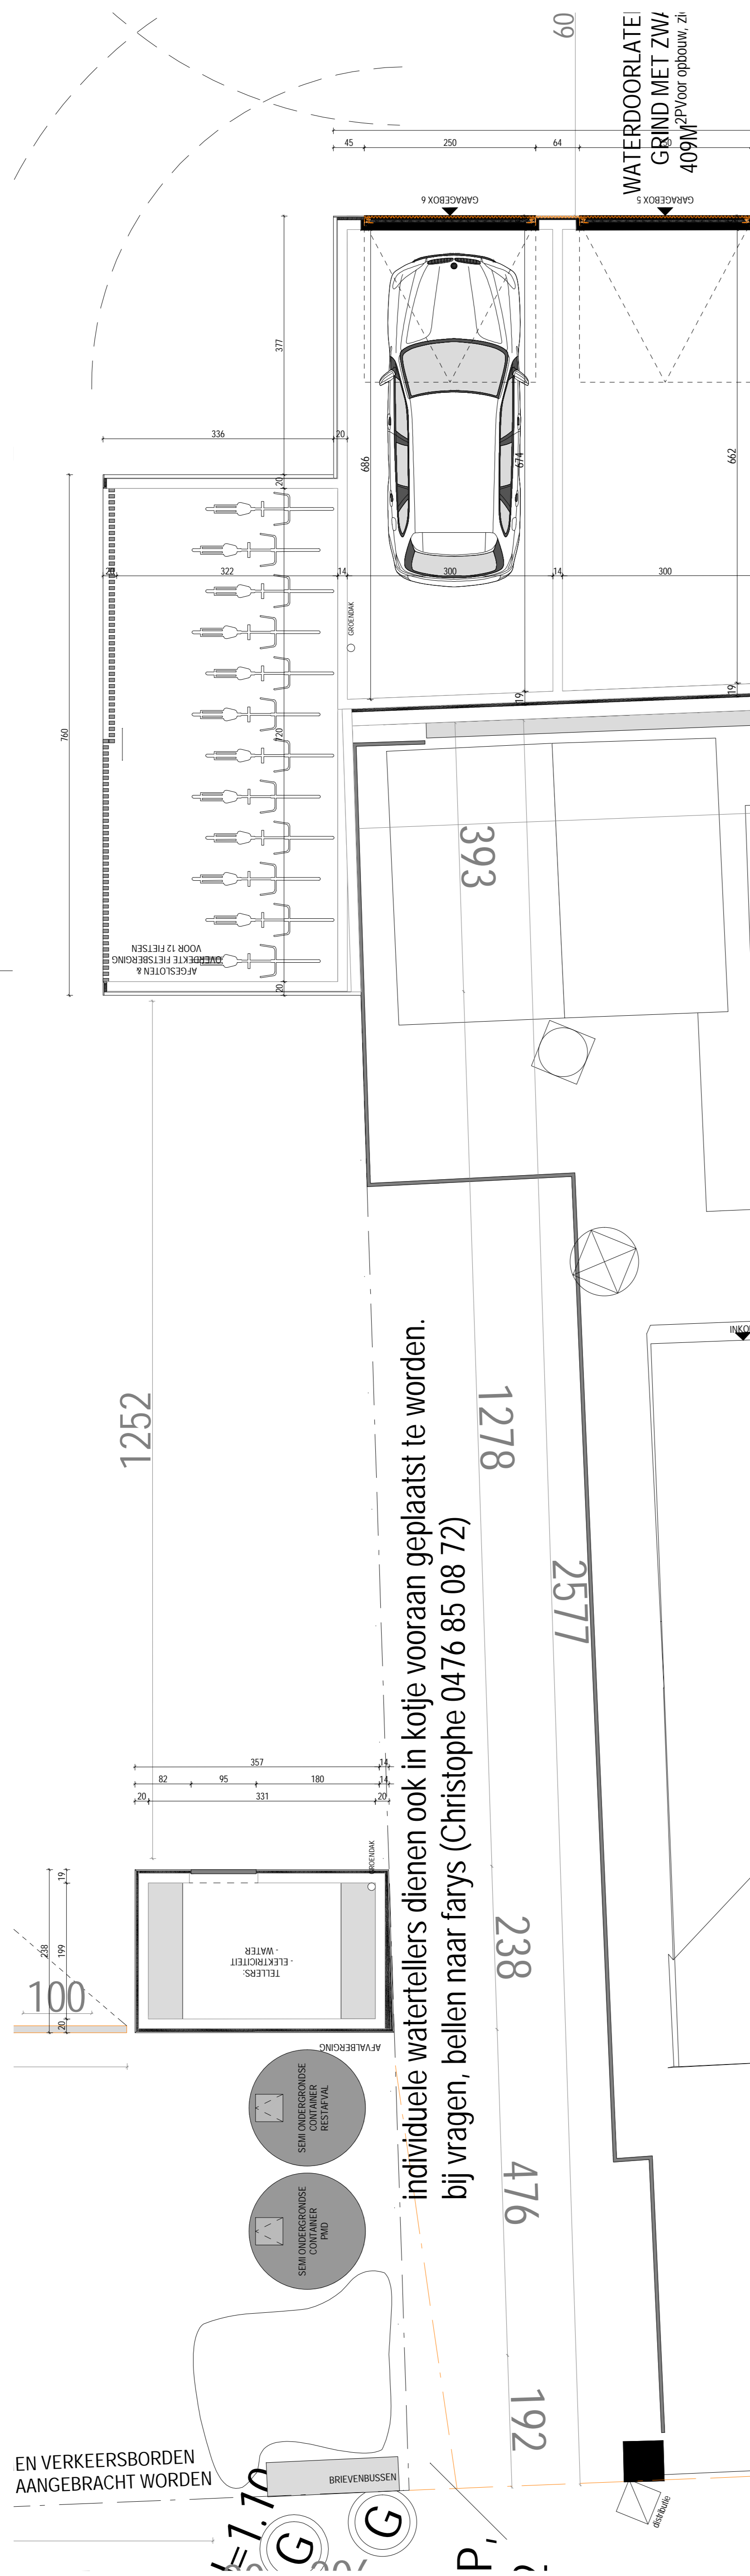 60
WATERDOORLATE
GRIND MET ZW
409M²
PVoor opbouw, zi
45
250
64
GARAGEBOX 6
GARAGEBOX 5
377
336
20
686
674
662
20
20
322
14
300
14
300
GROENDAK
19
19
760
720
393
AFGESLOTEN &
OVERDEKTE FIETSBERGING
VOOR 12 FIETSEN
20
INKO
1252
1278
2577
individuele watertellers dienen ook in kotje vooraan geplaatst te worden.
bij vragen, bellen naar farys (Christophe 0476 85 08 72)
357
14
82
95
180
14
20
331
20
GROENDAK
19
238
199
20
100
TELLERS:
- ELEKTRICITEIT
- WATER
238
AFVALBERGING
SEMI ONDERGRONDSE
CONTAINER
RESTAFVAL
SEMI ONDERGRONDSE
CONTAINER
PMD
476
192
EN VERKEERSBORDEN
AANGEBRACHT WORDEN
BRIEVENBUSSEN
distributie
G
G